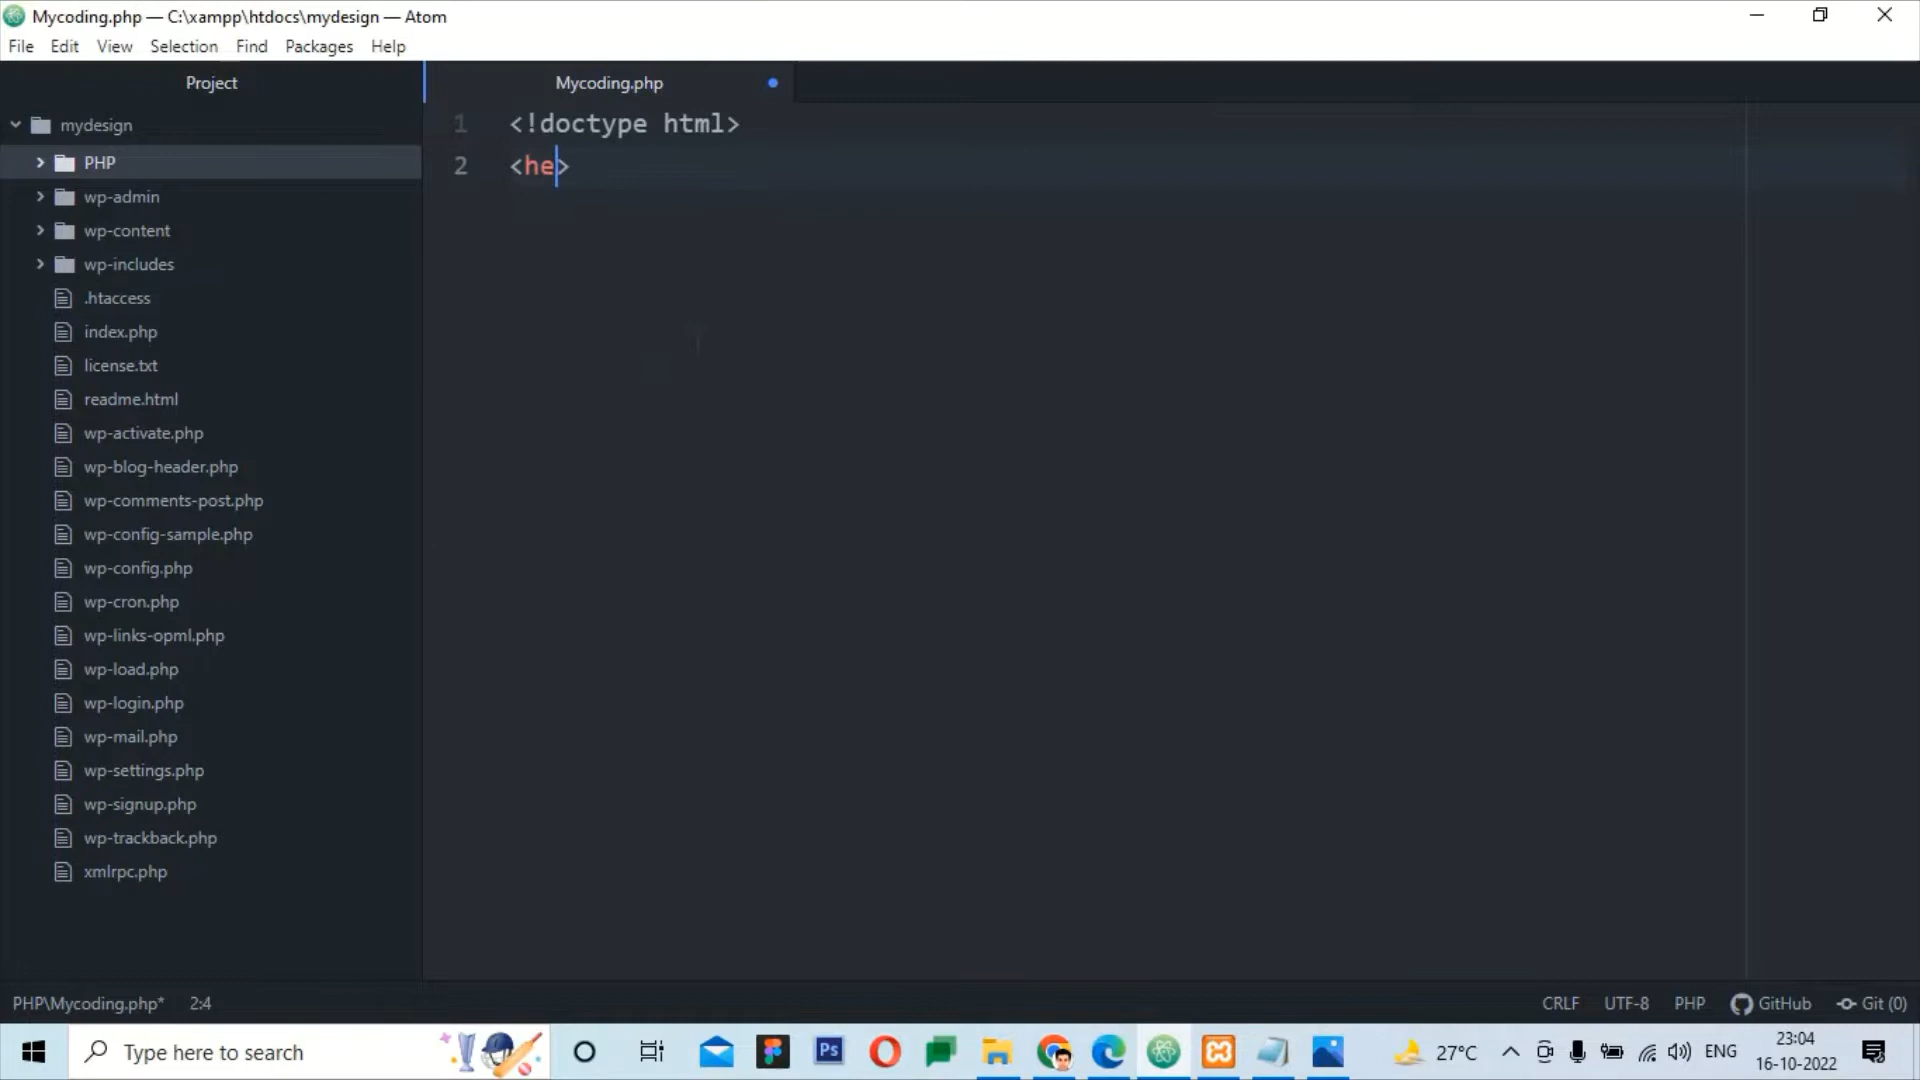 Mycoding.php — C:\xampp\htdocs\mydesign — Atom
File Edit View Selection Find Packages Help
Project
Mycoding.php
mydesign
PHP
wp-admin
wp-content
wp-includes
.htaccess
index.php
license.txt
readme.html
wp-activate.php
wp-blog-header.php
wp-comments-post.php
wp-config-sample.php
wp-config.php
wp-cron.php
wp-links-opml.php
wp-load.php
wp-login.php
wp-mail.php
wp-settings.php
wp-signup.php
wp-trackback.php
xmlrpc.php
1 <!doctype html>
2 <he>
PHP\Mycoding.php* 2:4
CRLF UTF-8 PHP GitHub Git (0)
Type here to search
Ps
27°C
ENG
23:04
16-10-2022